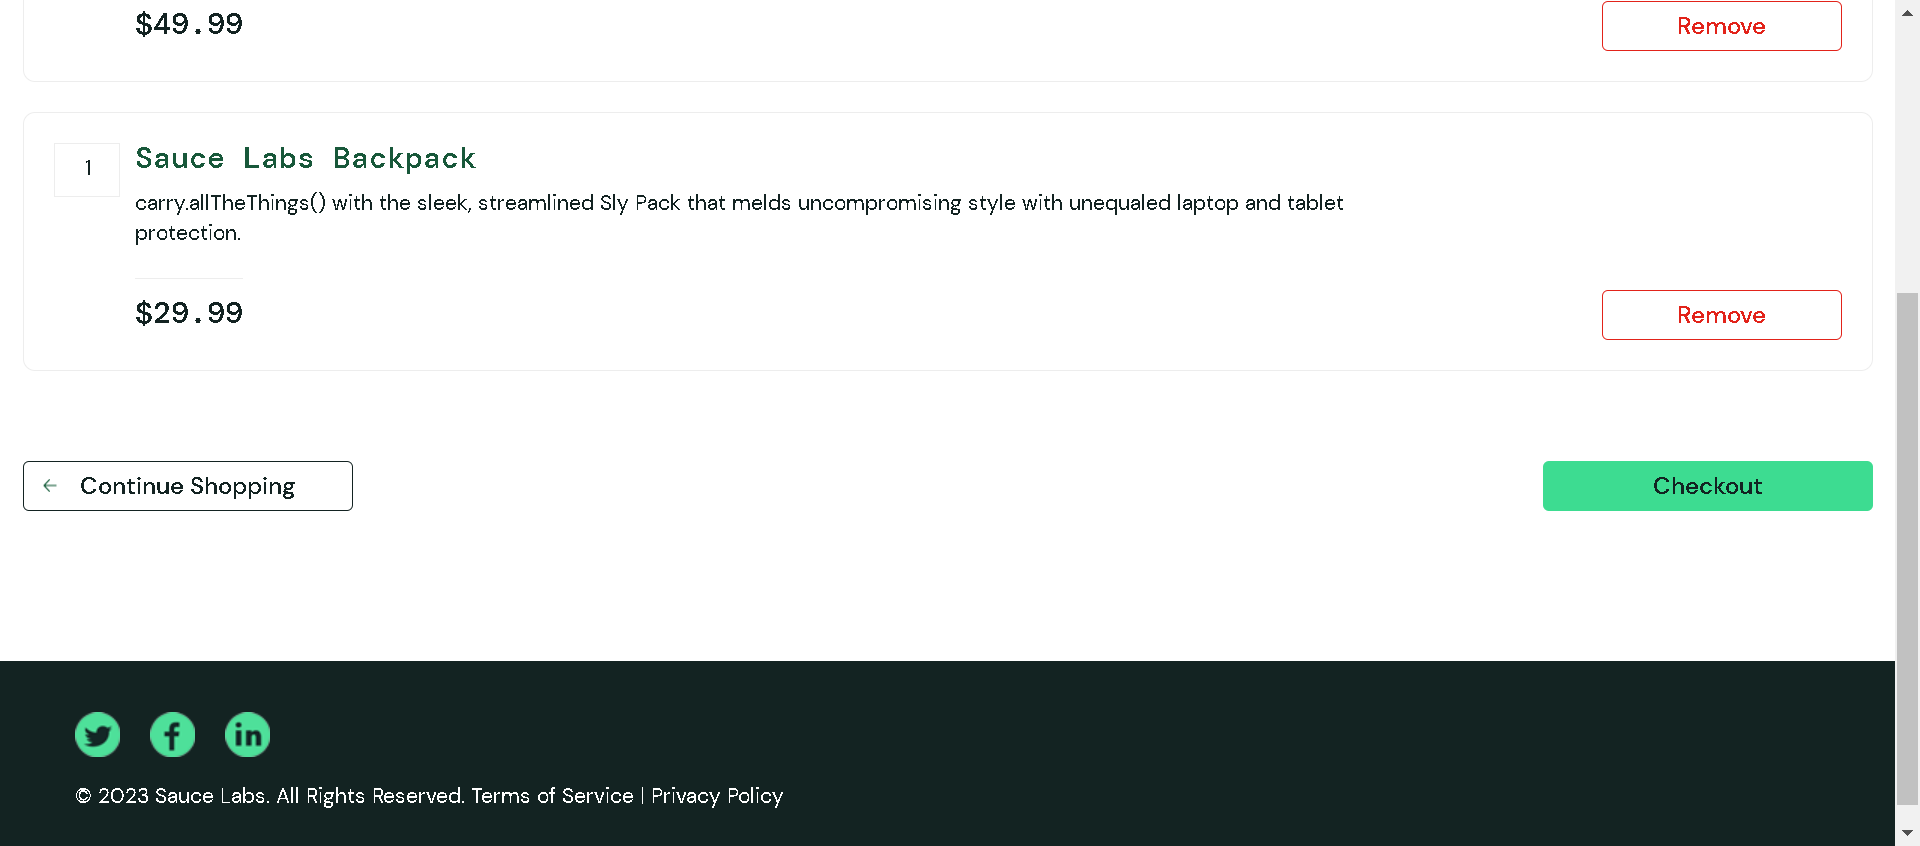 $49.99
Remove
1
Sauce Labs Backpack
carry.allTheThings() with the sleek, streamlined Sly Pack that melds uncompromising style with unequaled laptop and tablet
protection.
$29.99
Remove
Continue Shopping
Checkout
© 2023 Sauce Labs. All Rights Reserved. Terms of Service | Privacy Policy